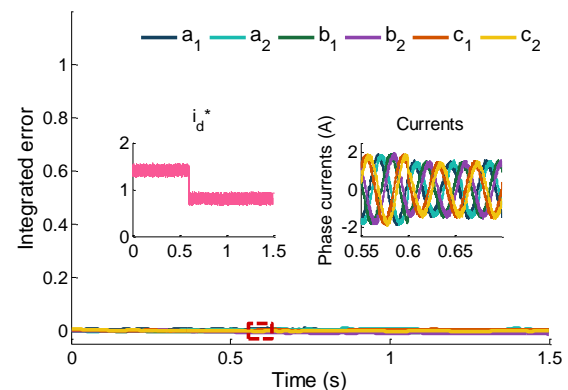 a1 a2 b1 b2 c1 c2
Integrated error
1
0.8
0.6
0.4
0.2
0
0 0.5 1 1.5
Time (s)
id*
2
1
0
0 0.5 1 1.5
Currents
Phase currents (A)
2
0
-2
0.55 0.6 0.65